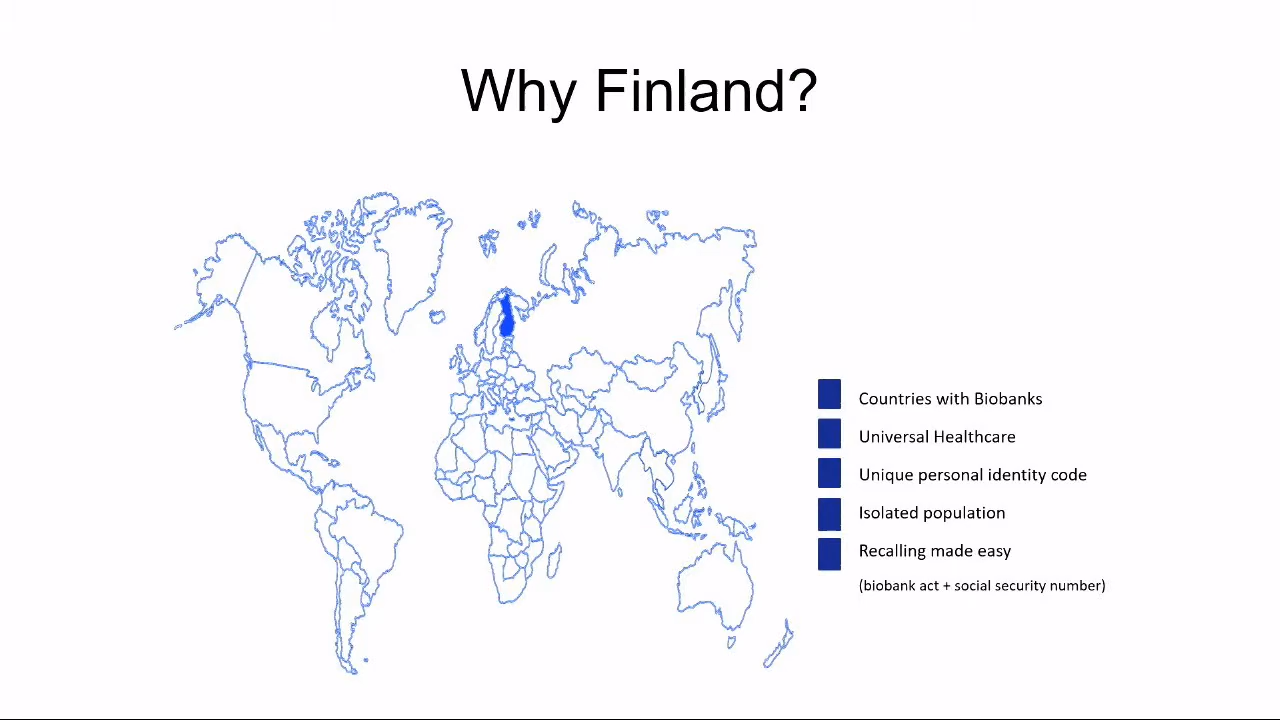 Why Finland?
Countries with Biobanks
Universal Healthcare
Unique personal identity code
Isolated population
Recalling made easy
(biobank act + social security number)